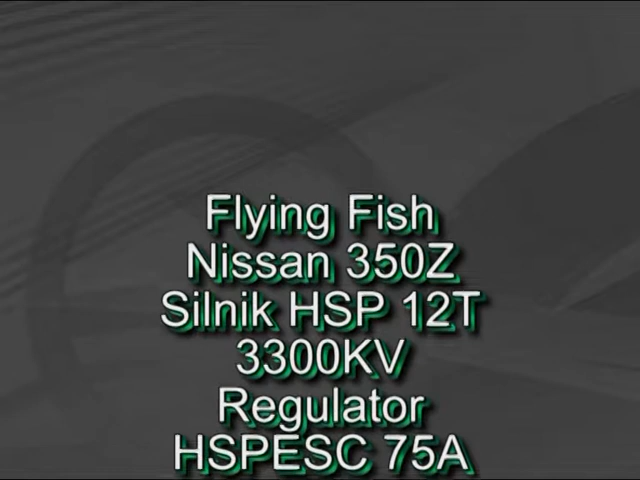 Flying Fish
Nissan 350Z
Silnik HSP 12T
3300KV
Regulator
HSPESC 75A